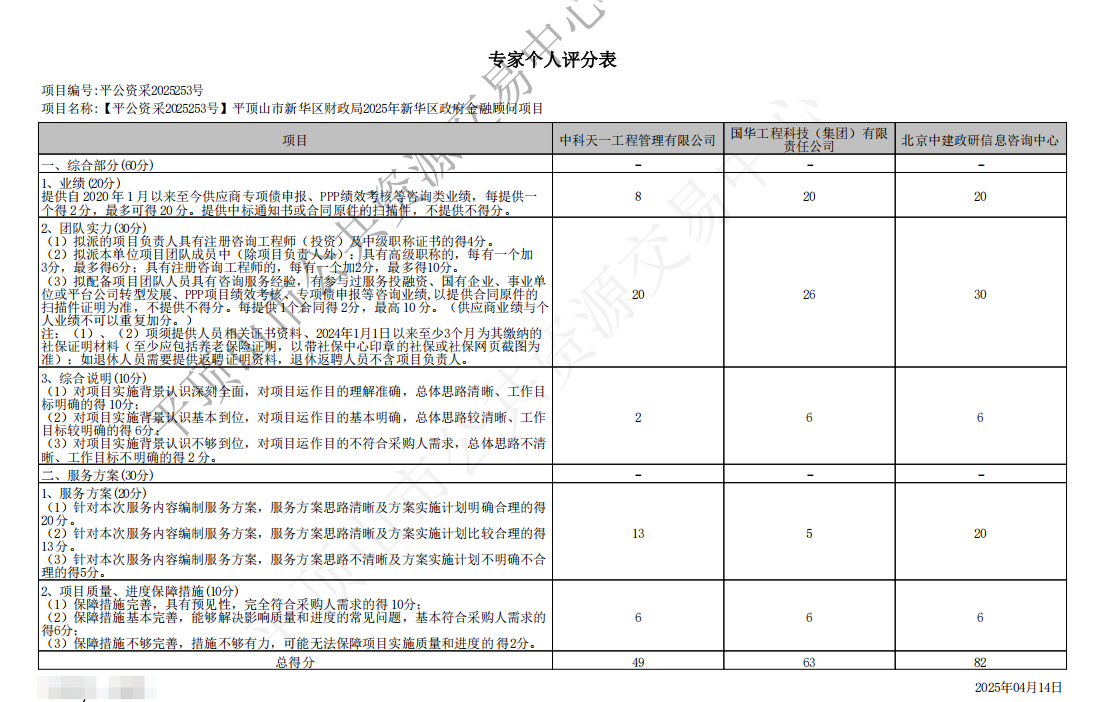 专家个人评分表
项目编号:平公资采2025253号
项目名称:【平公资采2025253号】平顶山市新华区财政局2025年新华区政府金融顾问项目
项目 中科天一工程管理有限公司 国华工程科技（集团）有限责任公司 北京中建政研信息咨询中心
一、综合部分(60分) － － －
1、业绩(20分)
提供自 2020 年 1 月以来至今供应商专项债申报、PPP绩效考核等咨询类业绩，每提供一
个得 2 分，最多可得 20 分。提供中标通知书或合同原件的扫描件，不提供不得分。
8 20 20
2、团队实力(30分)
（1）拟派的项目负责人具有注册咨询工程师（投资）及中级职称证书的得4分。
（2）拟派本单位项目团队成员中（除项目负责人外）：具有高级职称的，每有一个加
3分，最多得6分；具有注册咨询工程师的，每有一个加2分，最多得10分。
（3）拟配备项目团队人员具有咨询服务经验，有参与过服务投融资、国有企业、事业单
位或平台公司转型发展、PPP项目绩效考核、专项债申报等咨询业绩,以提供合同原件的
扫描件证明为准，不提供不得分。每提供 1个合同得 2分，最高 10 分。（供应商业绩与个
人业绩不可以重复加分。）
注：（1）、（2）项须提供人员相关证书资料、2024年1月1日以来至少3个月为其缴纳的
社保证明材料（至少应包括养老保险证明，以带社保中心印章的社保或社保网页截图为
准）；如退休人员需要提供返聘证明资料，退休返聘人员不含项目负责人。
20 26 30
3、综合说明(10分)
（1）对项目实施背景认识深刻全面，对项目运作目的理解准确，总体思路清晰、工作目
标明确的得 10分；
（2）对项目实施背景认识基本到位，对项目运作目的基本明确，总体思路较清晰、工作
目标较明确的得 6分；
（3）对项目实施背景认识不够到位，对项目运作目的不符合采购人需求，总体思路不清
晰、工作目标不明确的得 2 分。
2 6 6
二、服务方案(30分) － － －
1、服务方案(20分)
（1）针对本次服务内容编制服务方案，服务方案思路清晰及方案实施计划明确合理的得
20 分。
（2）针对本次服务内容编制服务方案，服务方案思路清晰及方案实施计划比较合理的得
13 分。
（3）针对本次服务内容编制服务方案，服务方案思路不清晰及方案实施计划不明确不合
理的得5分。
13 5 20
2、项目质量、进度保障措施(10分)
（1）保障措施完善，具有预见性，完全符合采购人需求的得 10分；
（2）保障措施基本完善，能够解决影响质量和进度的常见问题，基本符合采购人需求的
得6分；
（3）保障措施不够完善，措施不够有力，可能无法保障项目实施质量和进度的 得2分。
6 6 6
总得分 49 63 82
2025年04月14日
平顶山市公共资源交易中心
平顶山市公共资源交易中心